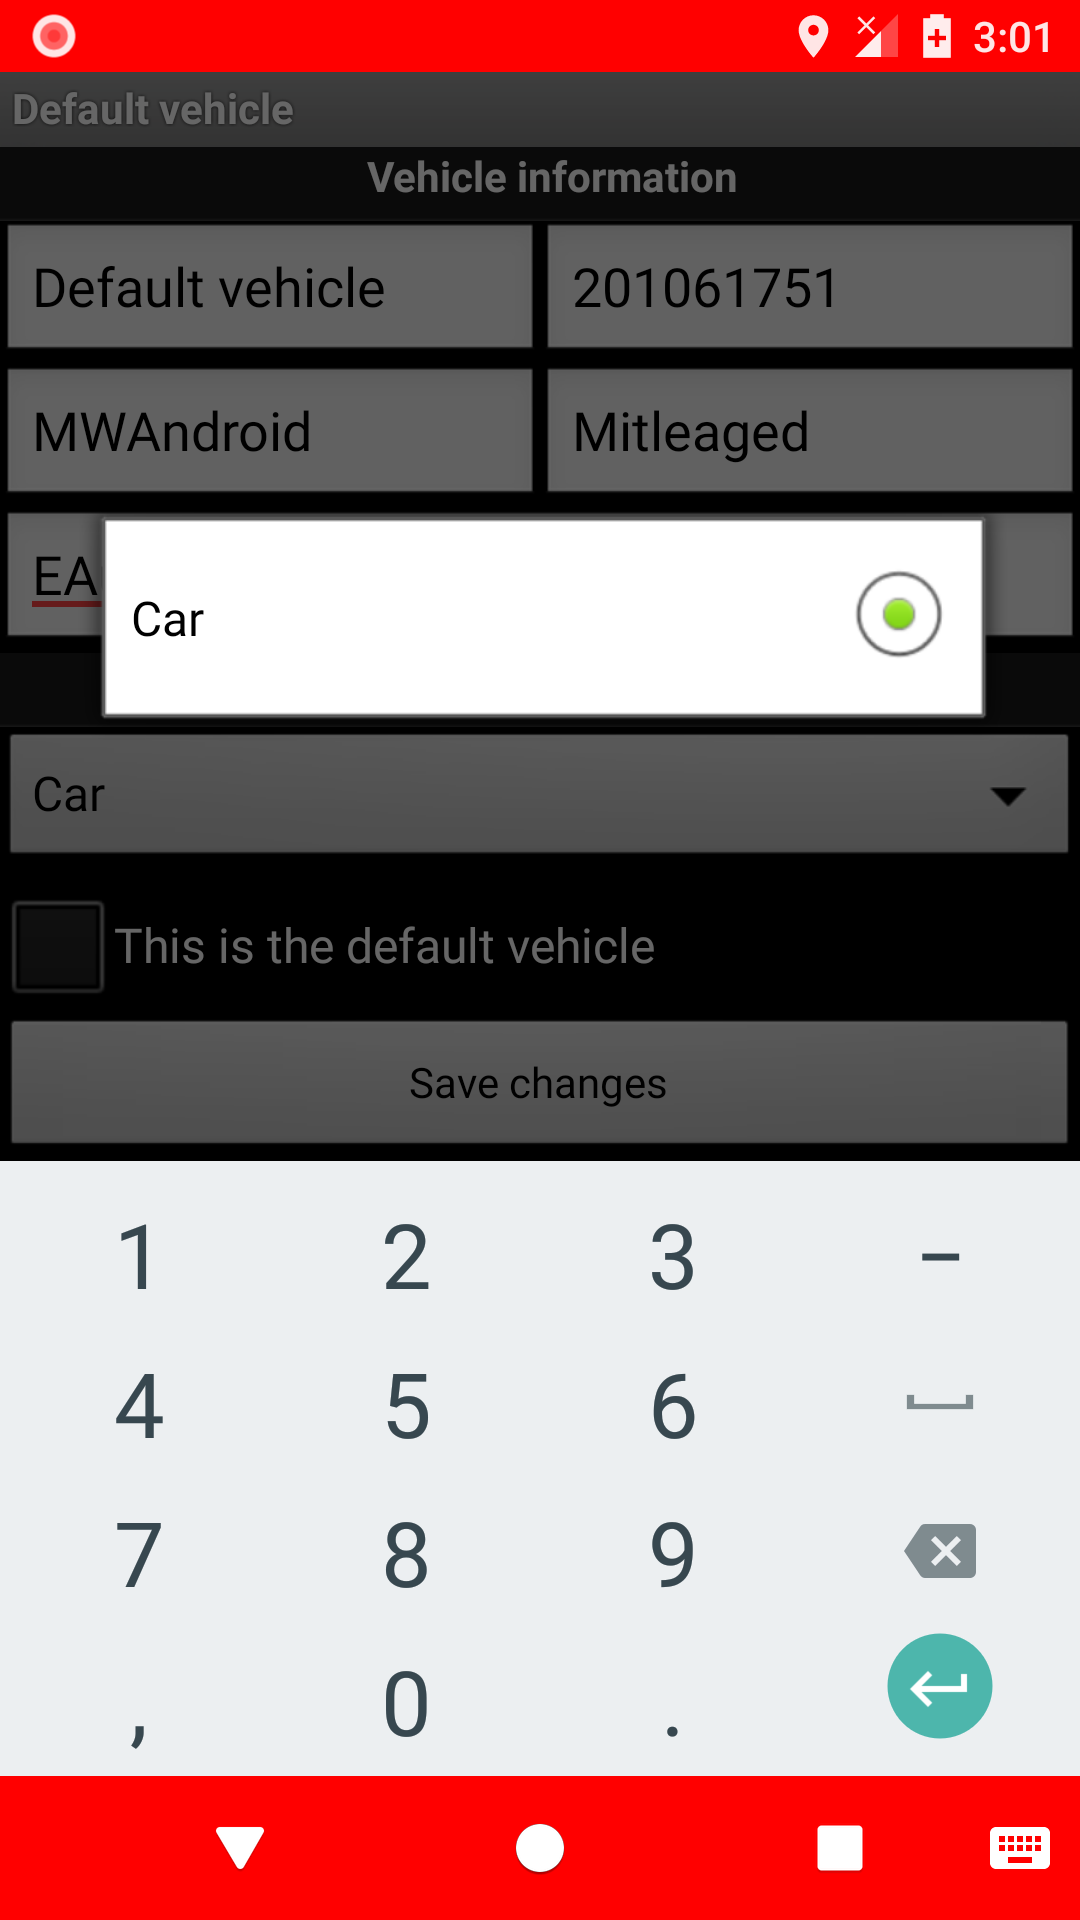 3:01
Default vehicle
Vehicle information
Default vehicle 201061751
MWAndroid Mitleaged
EA
Car
Car
This is the default vehicle
Save changes
1 2 3 –
4 5 6
7 8 9
, 0 .